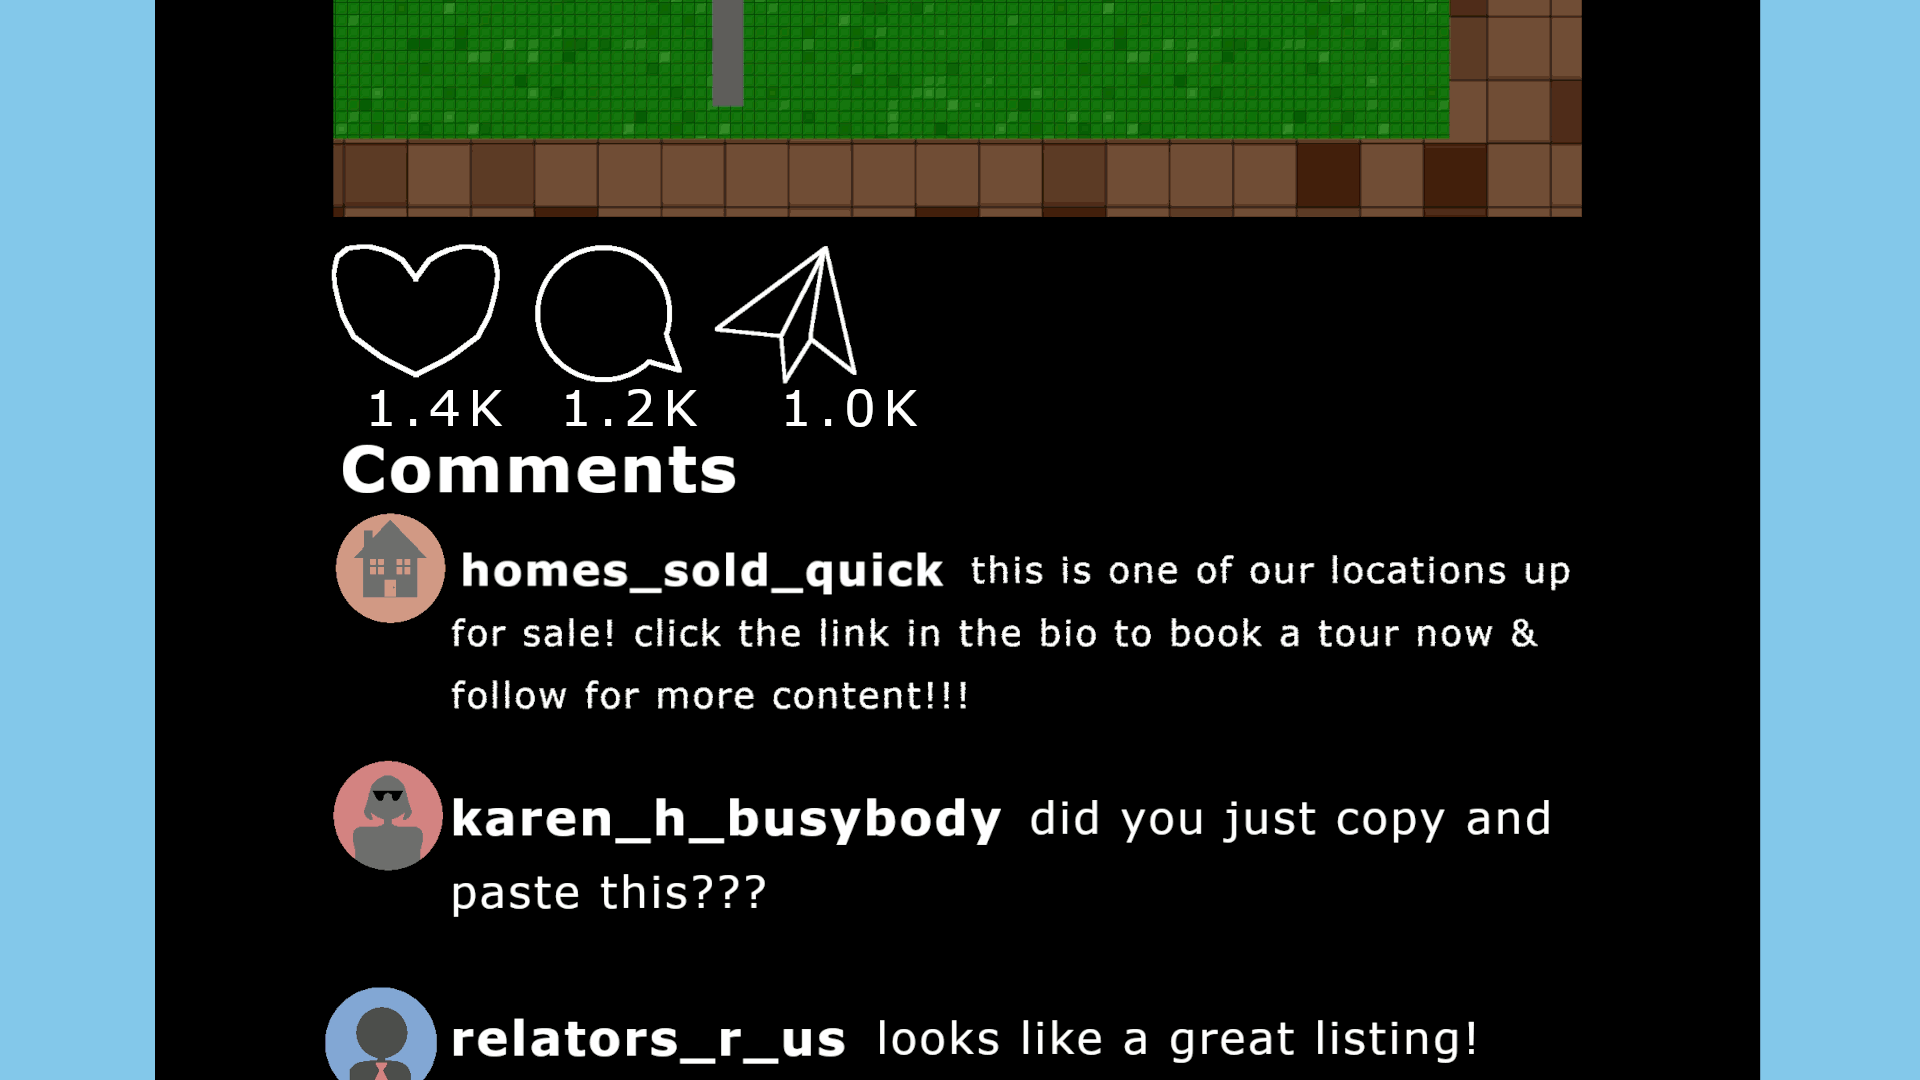 1.4K 1.2K 1.0K
Comments
homes_sold_quick this is one of our locations up
for sale! click the link in the bio to book a tour now &
follow for more content!!!
karen_h_busybody did you just copy and
paste this???
relators_r_us looks like a great listing!